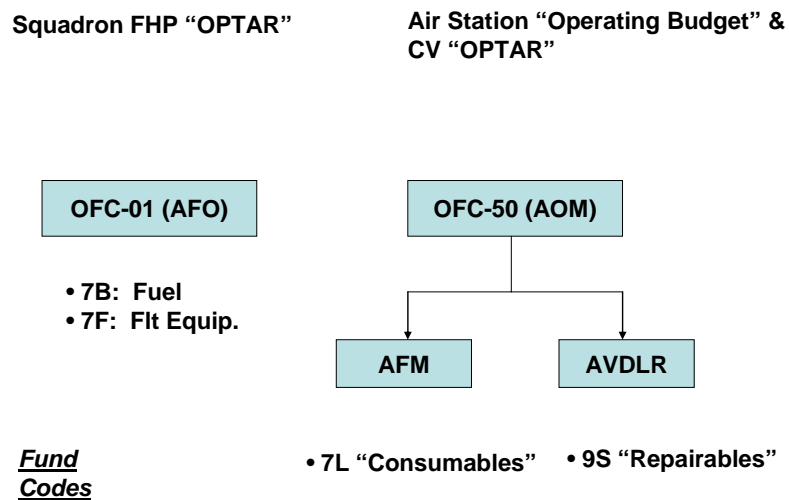 Squadron FHP “OPTAR”
Air Station “Operating Budget” &
CV “OPTAR”
OFC-01 (AFO)
OFC-50 (AOM)
• 7B: Fuel
• 7F: Flt Equip.
AFM
AVDLR
Fund
Codes
• 7L “Consumables”
• 9S “Repairables”